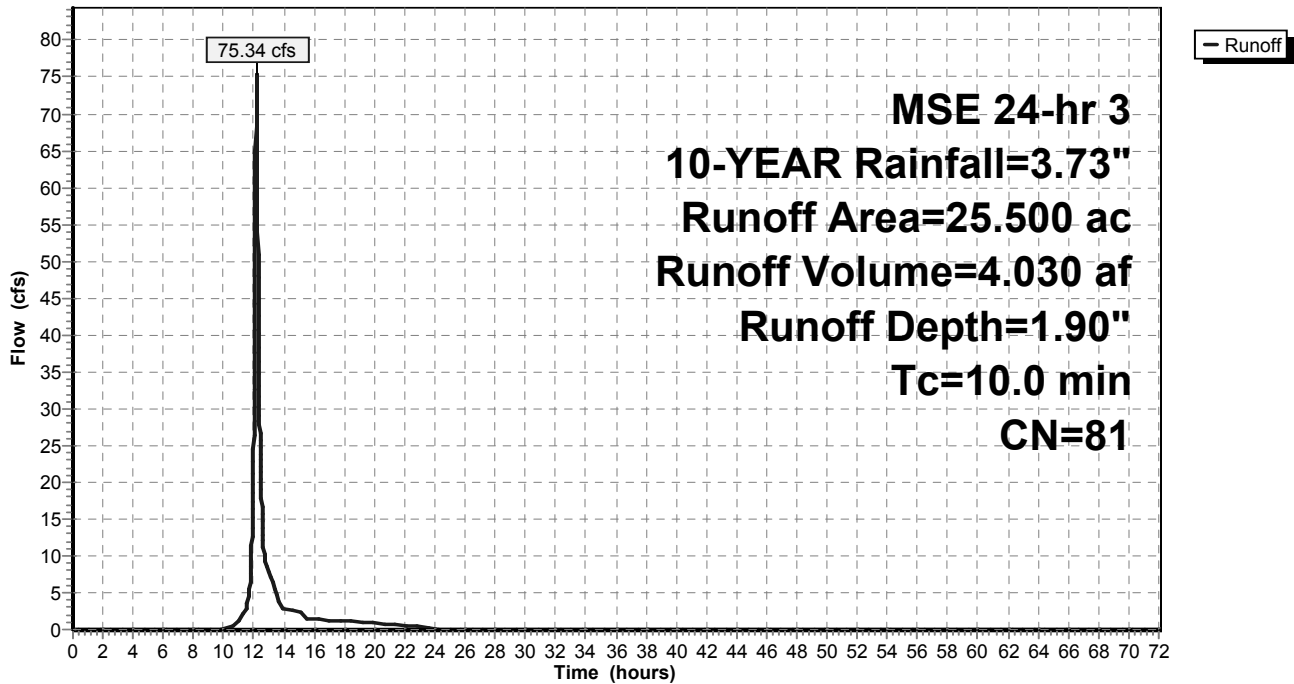 75.34 cfs
Runoff
MSE 24-hr 3
10-YEAR Rainfall=3.73"
Runoff Area=25.500 ac
Runoff Volume=4.030 af
Runoff Depth=1.90"
Tc=10.0 min
CN=81
Flow (cfs)
80
75
70
65
60
55
50
45
40
35
30
25
20
15
10
5
0
0 2 4 6 8 10 12 14 16 18 20 22 24 26 28 30 32 34 36 38 40 42 44 46 48 50 52 54 56 58 60 62 64 66 68 70 72
Time (hours)